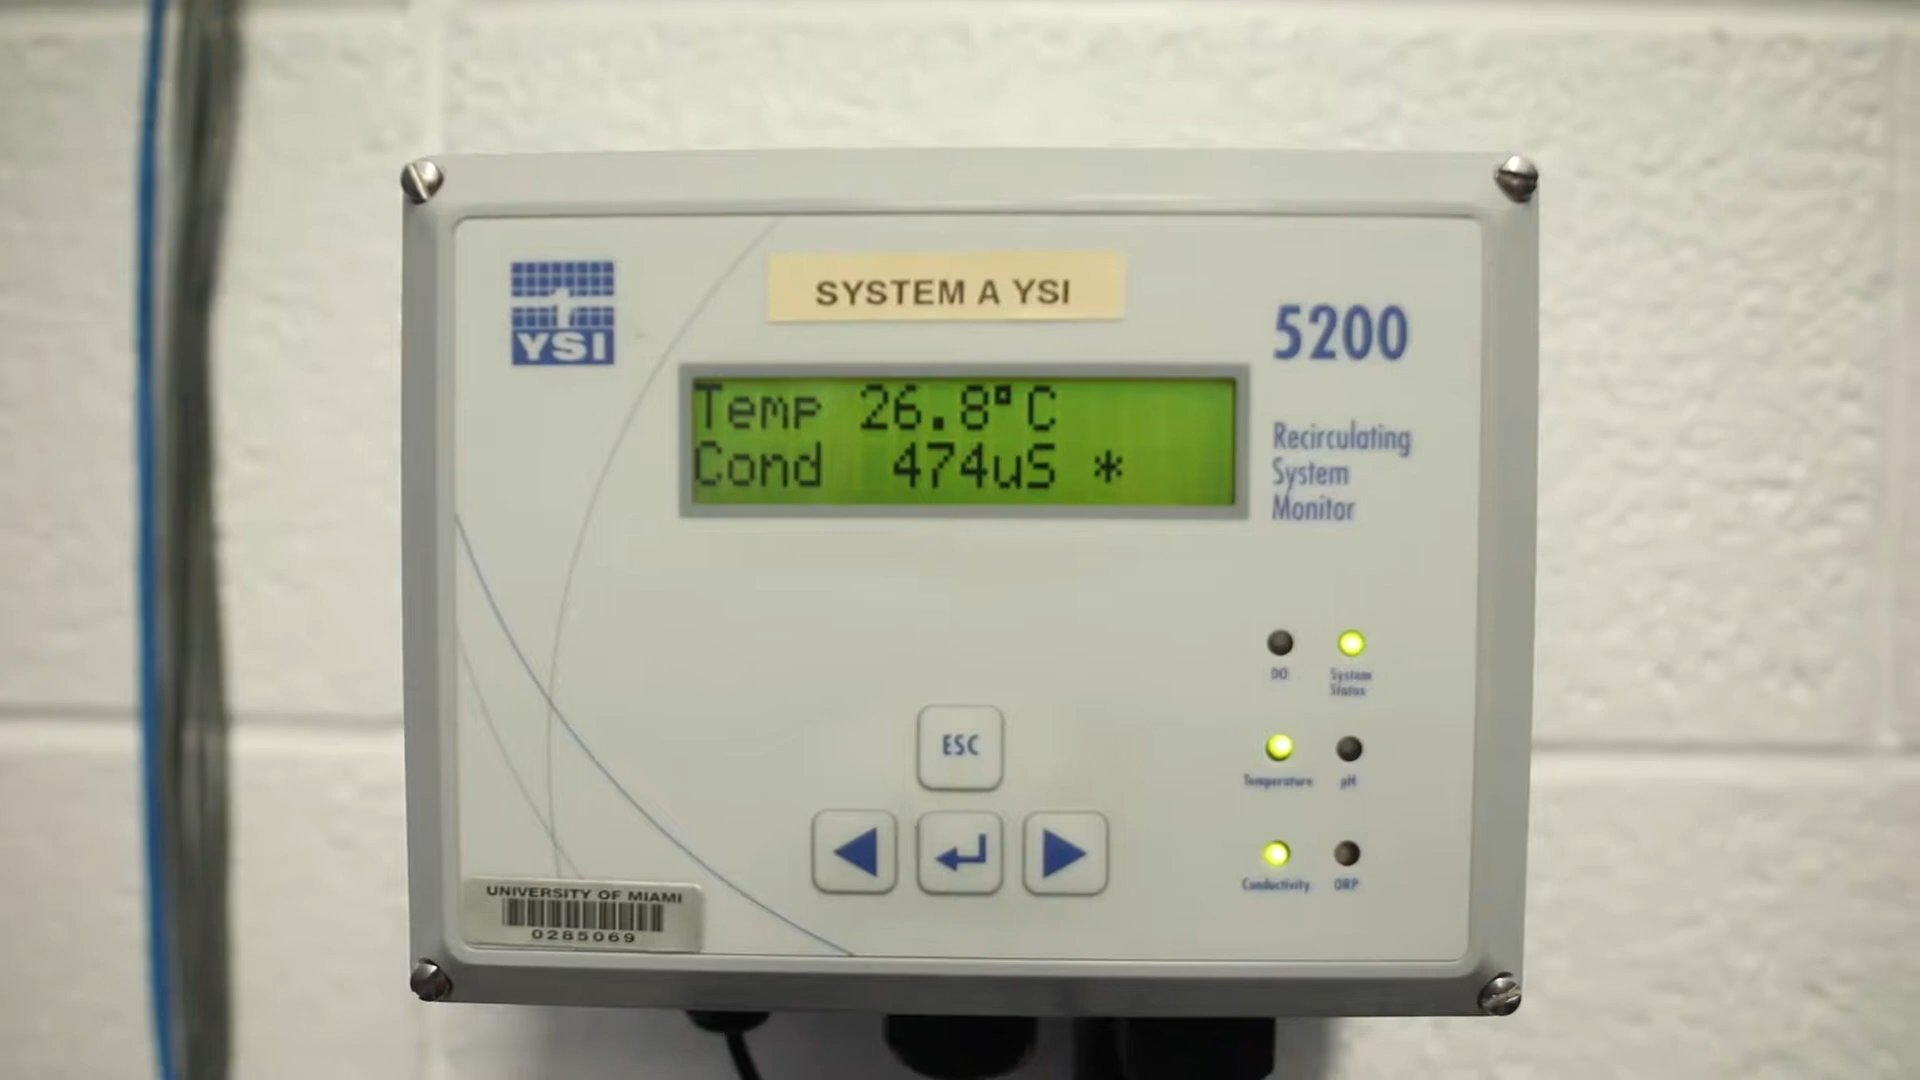 SYSTEM A YSI
YSI
5200
Temp 26.8°C
Cond 474uS *
Recirculating
System
Monitor
DO
System
Status
ESC
Temperature
pH
Conductivity
ORP
UNIVERSITY OF MIAMI
0285069